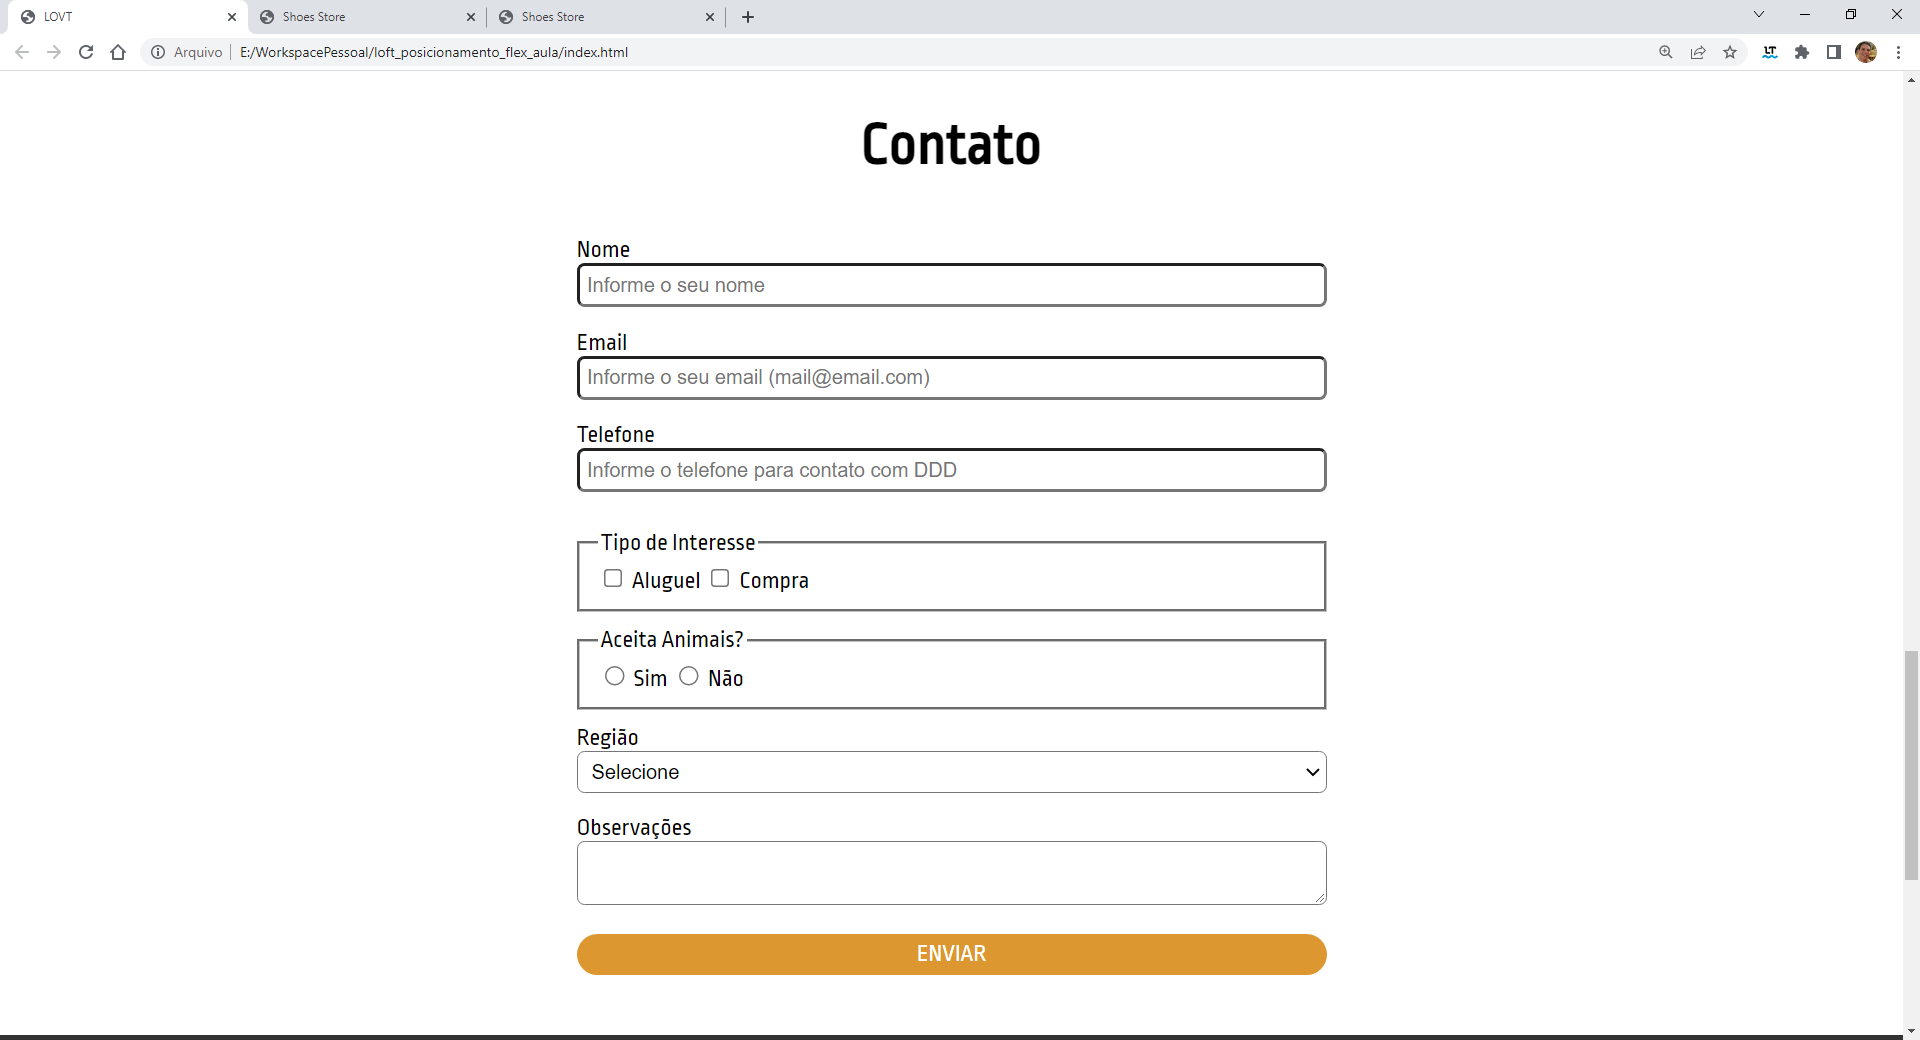 LOVT
Shoes Store
Shoes Store
Arquivo | E:/WorkspacePessoal/loft_posicionamento_flex_aula/index.html
LT
Contato
Nome
Informe o seu nome
Email
Informe o seu email (mail@email.com)
Telefone
Informe o telefone para contato com DDD
Tipo de Interesse
Aluguel Compra
Aceita Animais?
Sim Não
Região
Selecione
Observações
ENVIAR